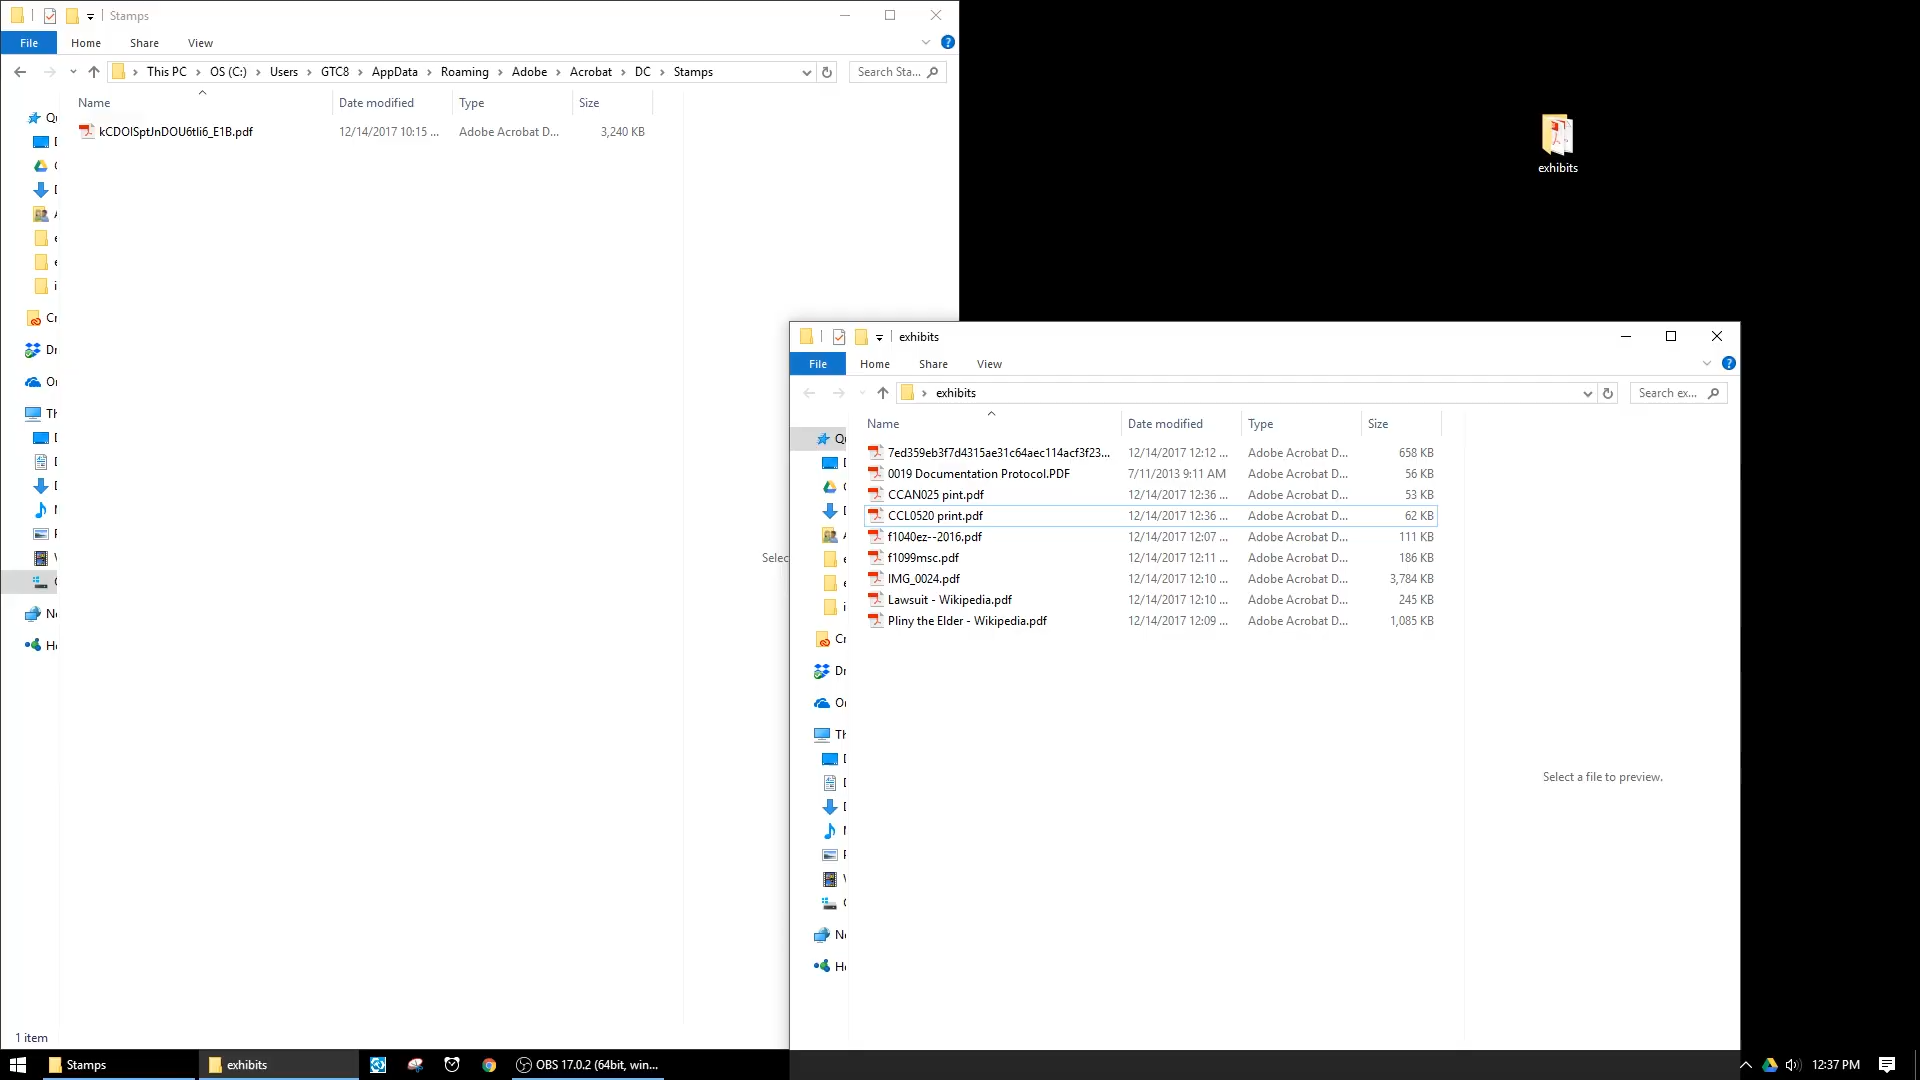 Stamps
File Home Share View
This PC OS (C:) Users GTC8 AppData Roaming Adobe Acrobat DC Stamps
Search Sta...
Name Date modified Type Size
12/14/2017 10:15 ... Adobe Acrobat D... 3,240 KB
Selec
1 item
exhibits
exhibits
File Home Share View
exhibits
Search ex...
Name Date modified Type Size
7ed359eb3f7d4315ae31c64aec114acf3f23... 12/14/2017 12:12 ... Adobe Acrobat D... 658 KB
0019 Documentation Protocol.PDF 7/11/2013 9:11 AM Adobe Acrobat D... 56 KB
CCAN025 pint.pdf 12/14/2017 12:36 ... Adobe Acrobat D... 53 KB
CCL0520 print.pdf 12/14/2017 12:36 ... Adobe Acrobat D... 62 KB
f1040ez--2016.pdf 12/14/2017 12:07 ... Adobe Acrobat D... 111 KB
f1099msc.pdf 12/14/2017 12:11 ... Adobe Acrobat D... 186 KB
IMG_0024.pdf 12/14/2017 12:10 ... Adobe Acrobat D... 3,784 KB
Lawsuit - Wikipedia.pdf 12/14/2017 12:10 ... Adobe Acrobat D... 245 KB
Pliny the Elder - Wikipedia.pdf 12/14/2017 12:09 ... Adobe Acrobat D... 1,085 KB
Select a file to preview.
Stamps exhibits OBS 17.0.2 (64bit, win... 12:37 PM